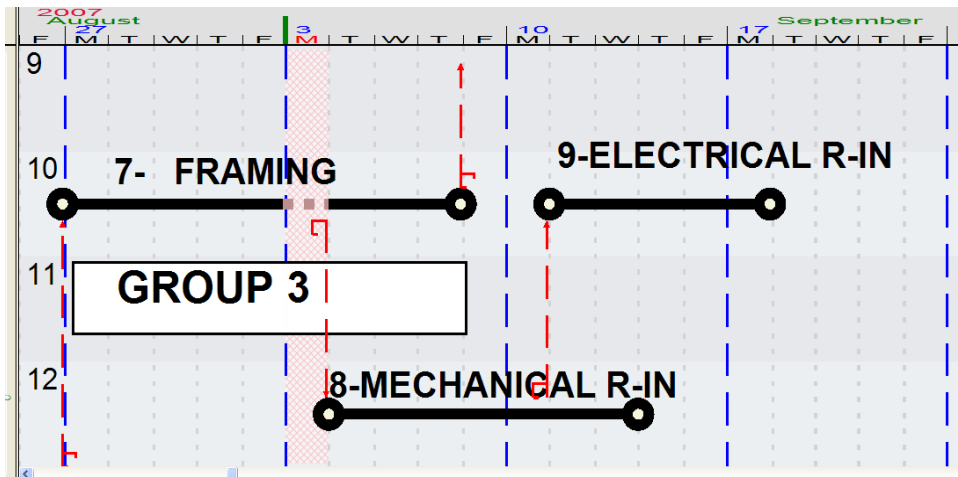 2007
August September
27 3 10 17
F M T W T F M T W T F M T W T F M T W T F
9
10 7- FRAMING 9-ELECTRICAL R-IN
11 GROUP 3
12 8-MECHANICAL R-IN